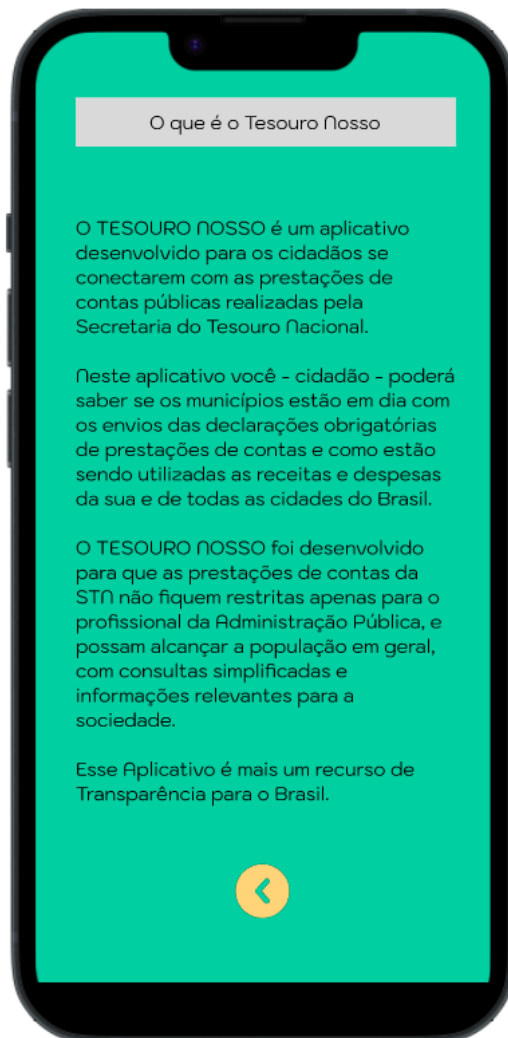 O que é o Tesouro Nosso
O TESOURO NOSSO é um aplicativo
desenvolvido para os cidadãos se
conectarem com as prestações de
contas públicas realizadas pela
Secretaria do Tesouro Nacional.
Neste aplicativo você - cidadão - poderá
saber se os municípios estão em dia com
os envios das declarações obrigatórias
de prestações de contas e como estão
sendo utilizadas as receitas e despesas
da sua e de todas as cidades do Brasil.
O TESOURO NOSSO foi desenvolvido
para que as prestações de contas da
STN não fiquem restritas apenas para o
profissional da Administração Pública, e
possam alcançar a população em geral,
com consultas simplificadas e
informações relevantes para a
sociedade.
Esse Aplicativo é mais um recurso de
Transparência para o Brasil.